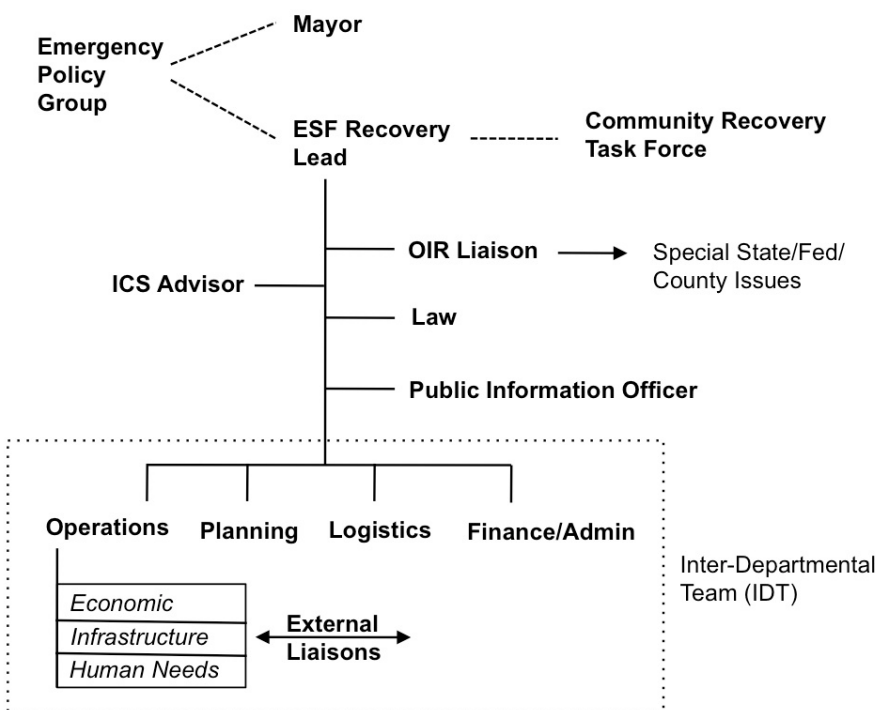 Mayor
Emergency
Policy
Group
ESF Recovery
Lead
Community Recovery
Task Force
OIR Liaison
Special State/Fed/
County Issues
ICS Advisor
Law
Public Information Officer
Operations
Planning
Logistics
Finance/Admin
Inter-Departmental
Team (IDT)
Economic
Infrastructure
Human Needs
External
Liaisons